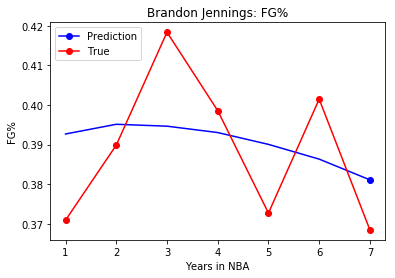 Brandon Jennings: FG%
Prediction
True
FG%
0.42
0.41
0.40
0.39
0.38
0.37
1 2 3 4 5 6 7
Years in NBA